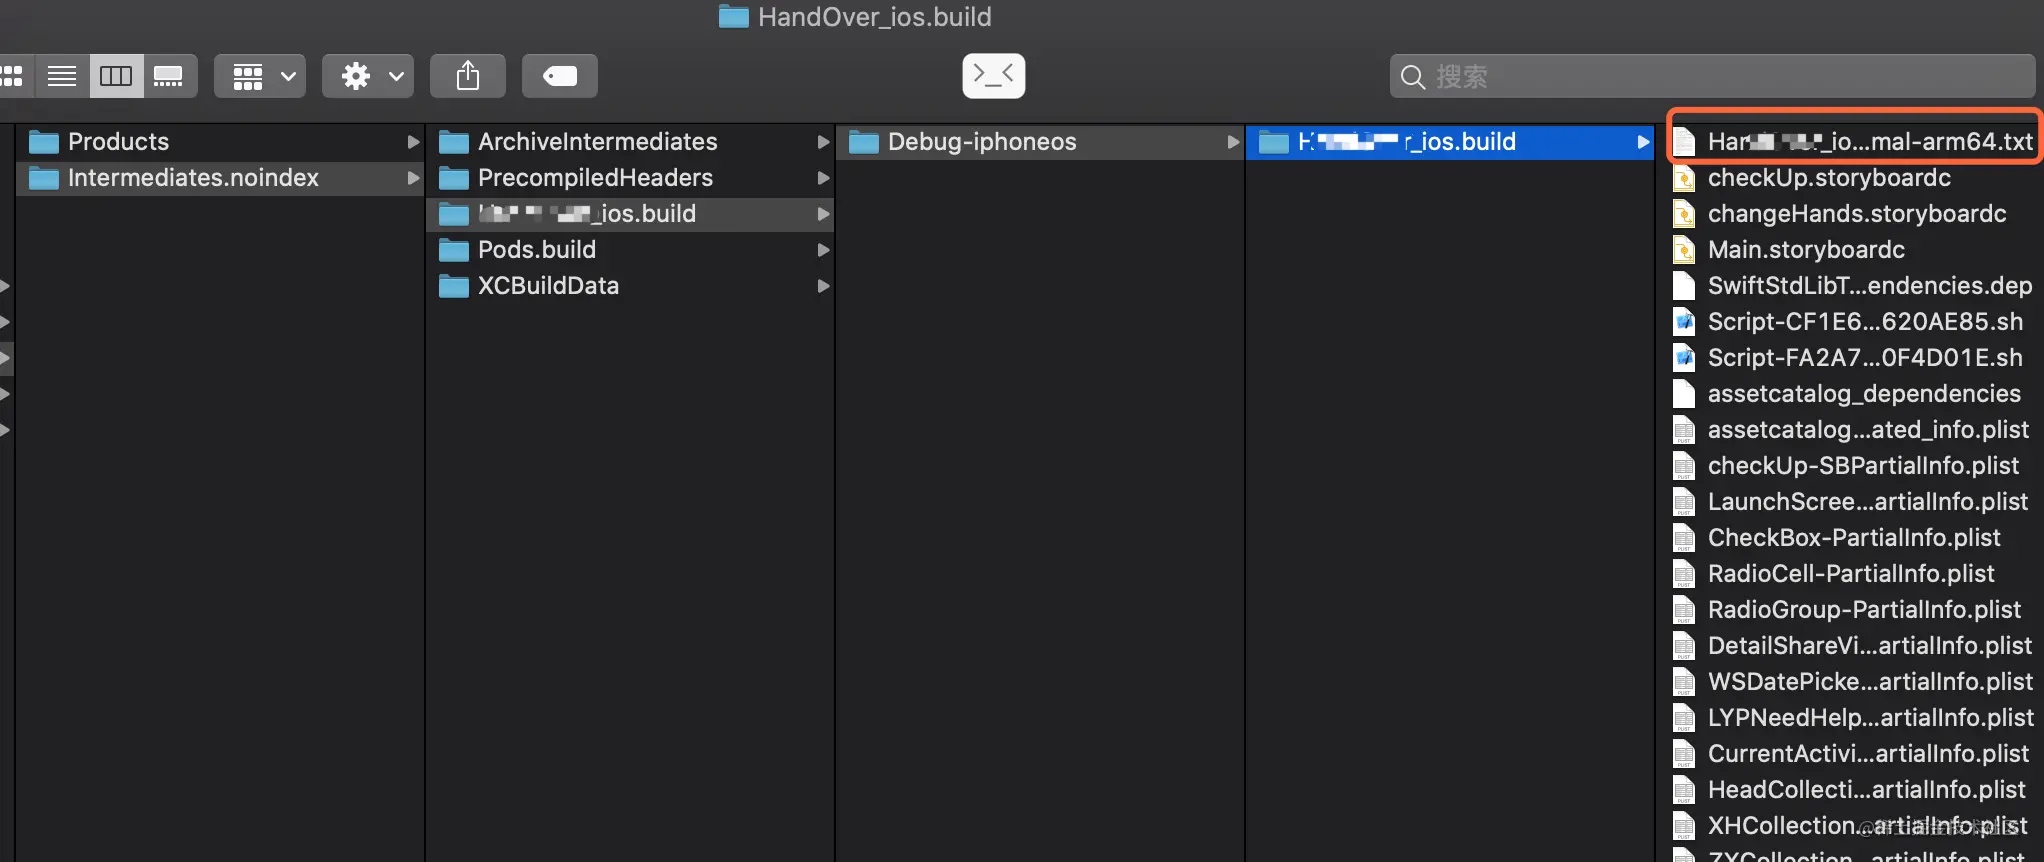 HandOver_ios.build
搜索
Products
Intermediates.noindex
ArchiveIntermediates
PrecompiledHeaders
_ios.build
Pods.build
XCBuildData
Debug-iphoneos
r_ios.build
_io...mal-arm64.txt
checkUp.storyboardc
changeHands.storyboardc
Main.storyboardc
SwiftStdLibT...endencies.dep
Script-CF1E6...620AE85.sh
Script-FA2A7...0F4D01E.sh
assetcatalog_dependencies
assetcatalog...ated_info.plist
checkUp-SBPartialInfo.plist
LaunchScree...artialInfo.plist
CheckBox-PartialInfo.plist
RadioCell-PartialInfo.plist
RadioGroup-PartialInfo.plist
DetailShareVi...artialInfo.plist
WSDatePicke...artialInfo.plist
LYPNeedHelp...artialInfo.plist
CurrentActivi...artialInfo.plist
HeadCollecti...artialInfo.plist
XHCollection...artialInfo.plist
ZXCollection...artialInfo.plist